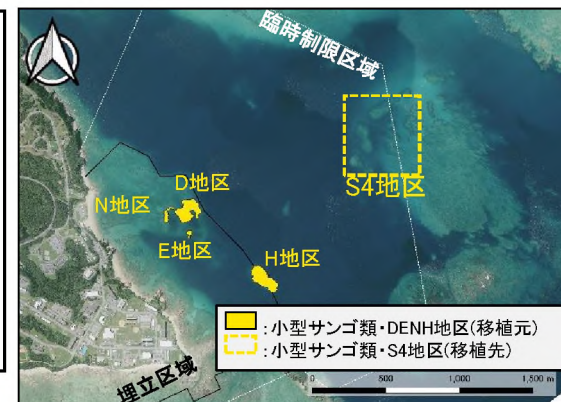 臨時制限区域
D地区
N地区
S4地区
E地区
H地区
:小型サンゴ類・DENH地区(移植元)
:小型サンゴ類・S4地区(移植先)
埋立区域
0 500 1,000 1,500 m